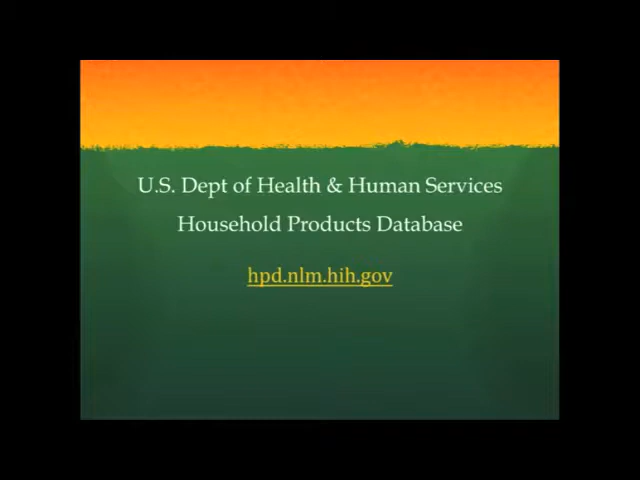 U.S. Dept of Health & Human Services
Household Products Database
hpd.nlm.hih.gov